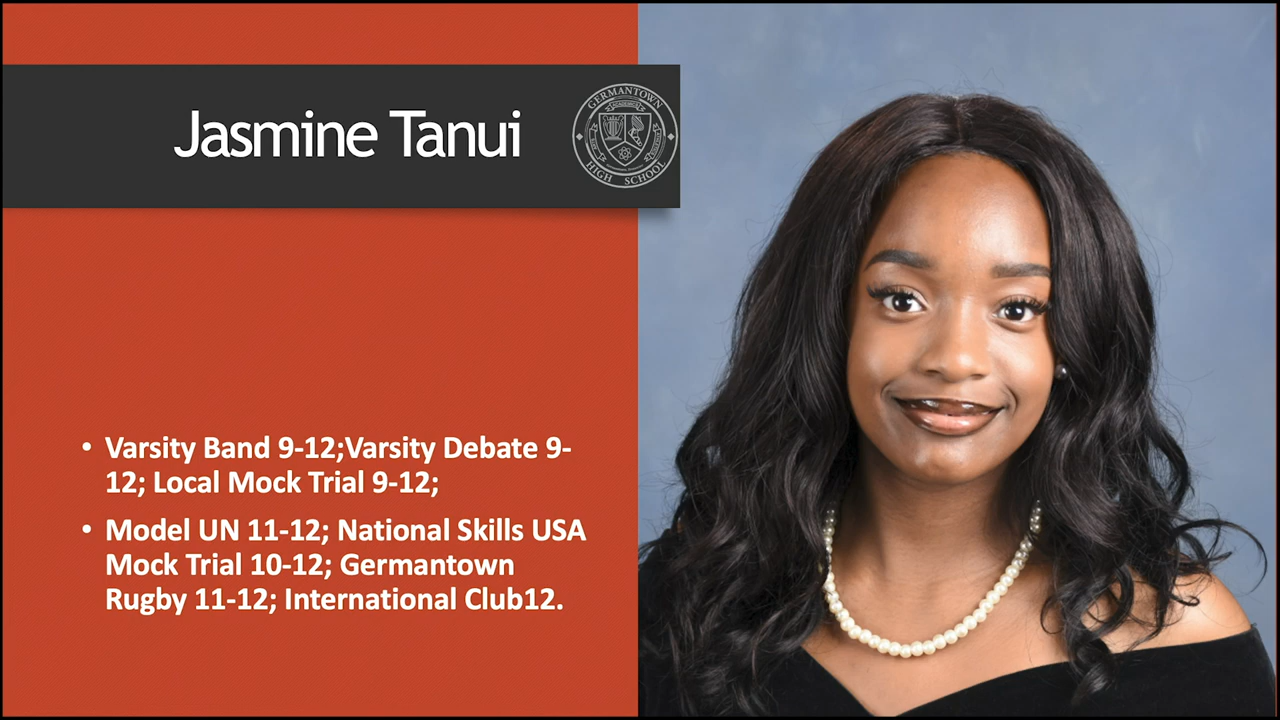 Jasmine Tanui
GERMANTOWN
HIGH SCHOOL
• Varsity Band 9-12;Varsity Debate 9-
12; Local Mock Trial 9-12;
• Model UN 11-12; National Skills USA
Mock Trial 10-12; Germantown
Rugby 11-12; International Club12.